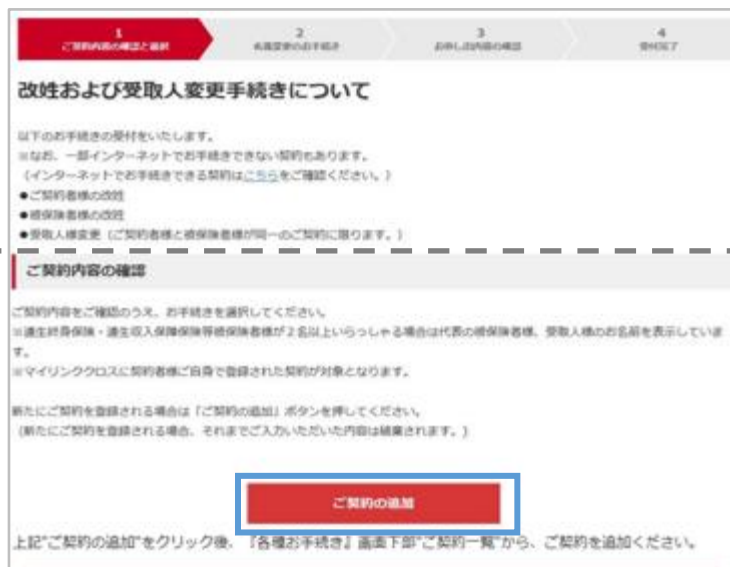 1
ご契約内容の確認と選択
2
名義変更のお手続き
3
お申し出内容の確認
4
受付完了
改姓および受取人変更手続きについて
以下のお手続きの受付をいたします。
※なお、一部インターネットでお手続きできない契約もあります。
（インターネットでお手続きできる契約はこちらをご確認ください。）
●ご契約者様の改姓
●被保険者様の改姓
●受取人様変更（ご契約者様と被保険者様が同一のご契約に限ります。）
ご契約内容の確認
ご契約内容をご確認のうえ、お手続きを選択してください。
※連生終身保険・連生収入保障保険等被保険者様が２名以上いらっしゃる場合は代表の被保険者様、受取人様のお名前を表示していま
す。
※マイリンククロスに契約者様ご自身で登録された契約が対象となります。
新たにご契約を登録される場合は「ご契約の追加」ボタンを押してください。
（新たにご契約を登録される場合、それまでご入力いただいた内容は破棄されます。）
ご契約の追加
上記"ご契約の追加"をクリック後、『各種お手続き』画面下部"ご契約一覧"から、ご契約を追加ください。